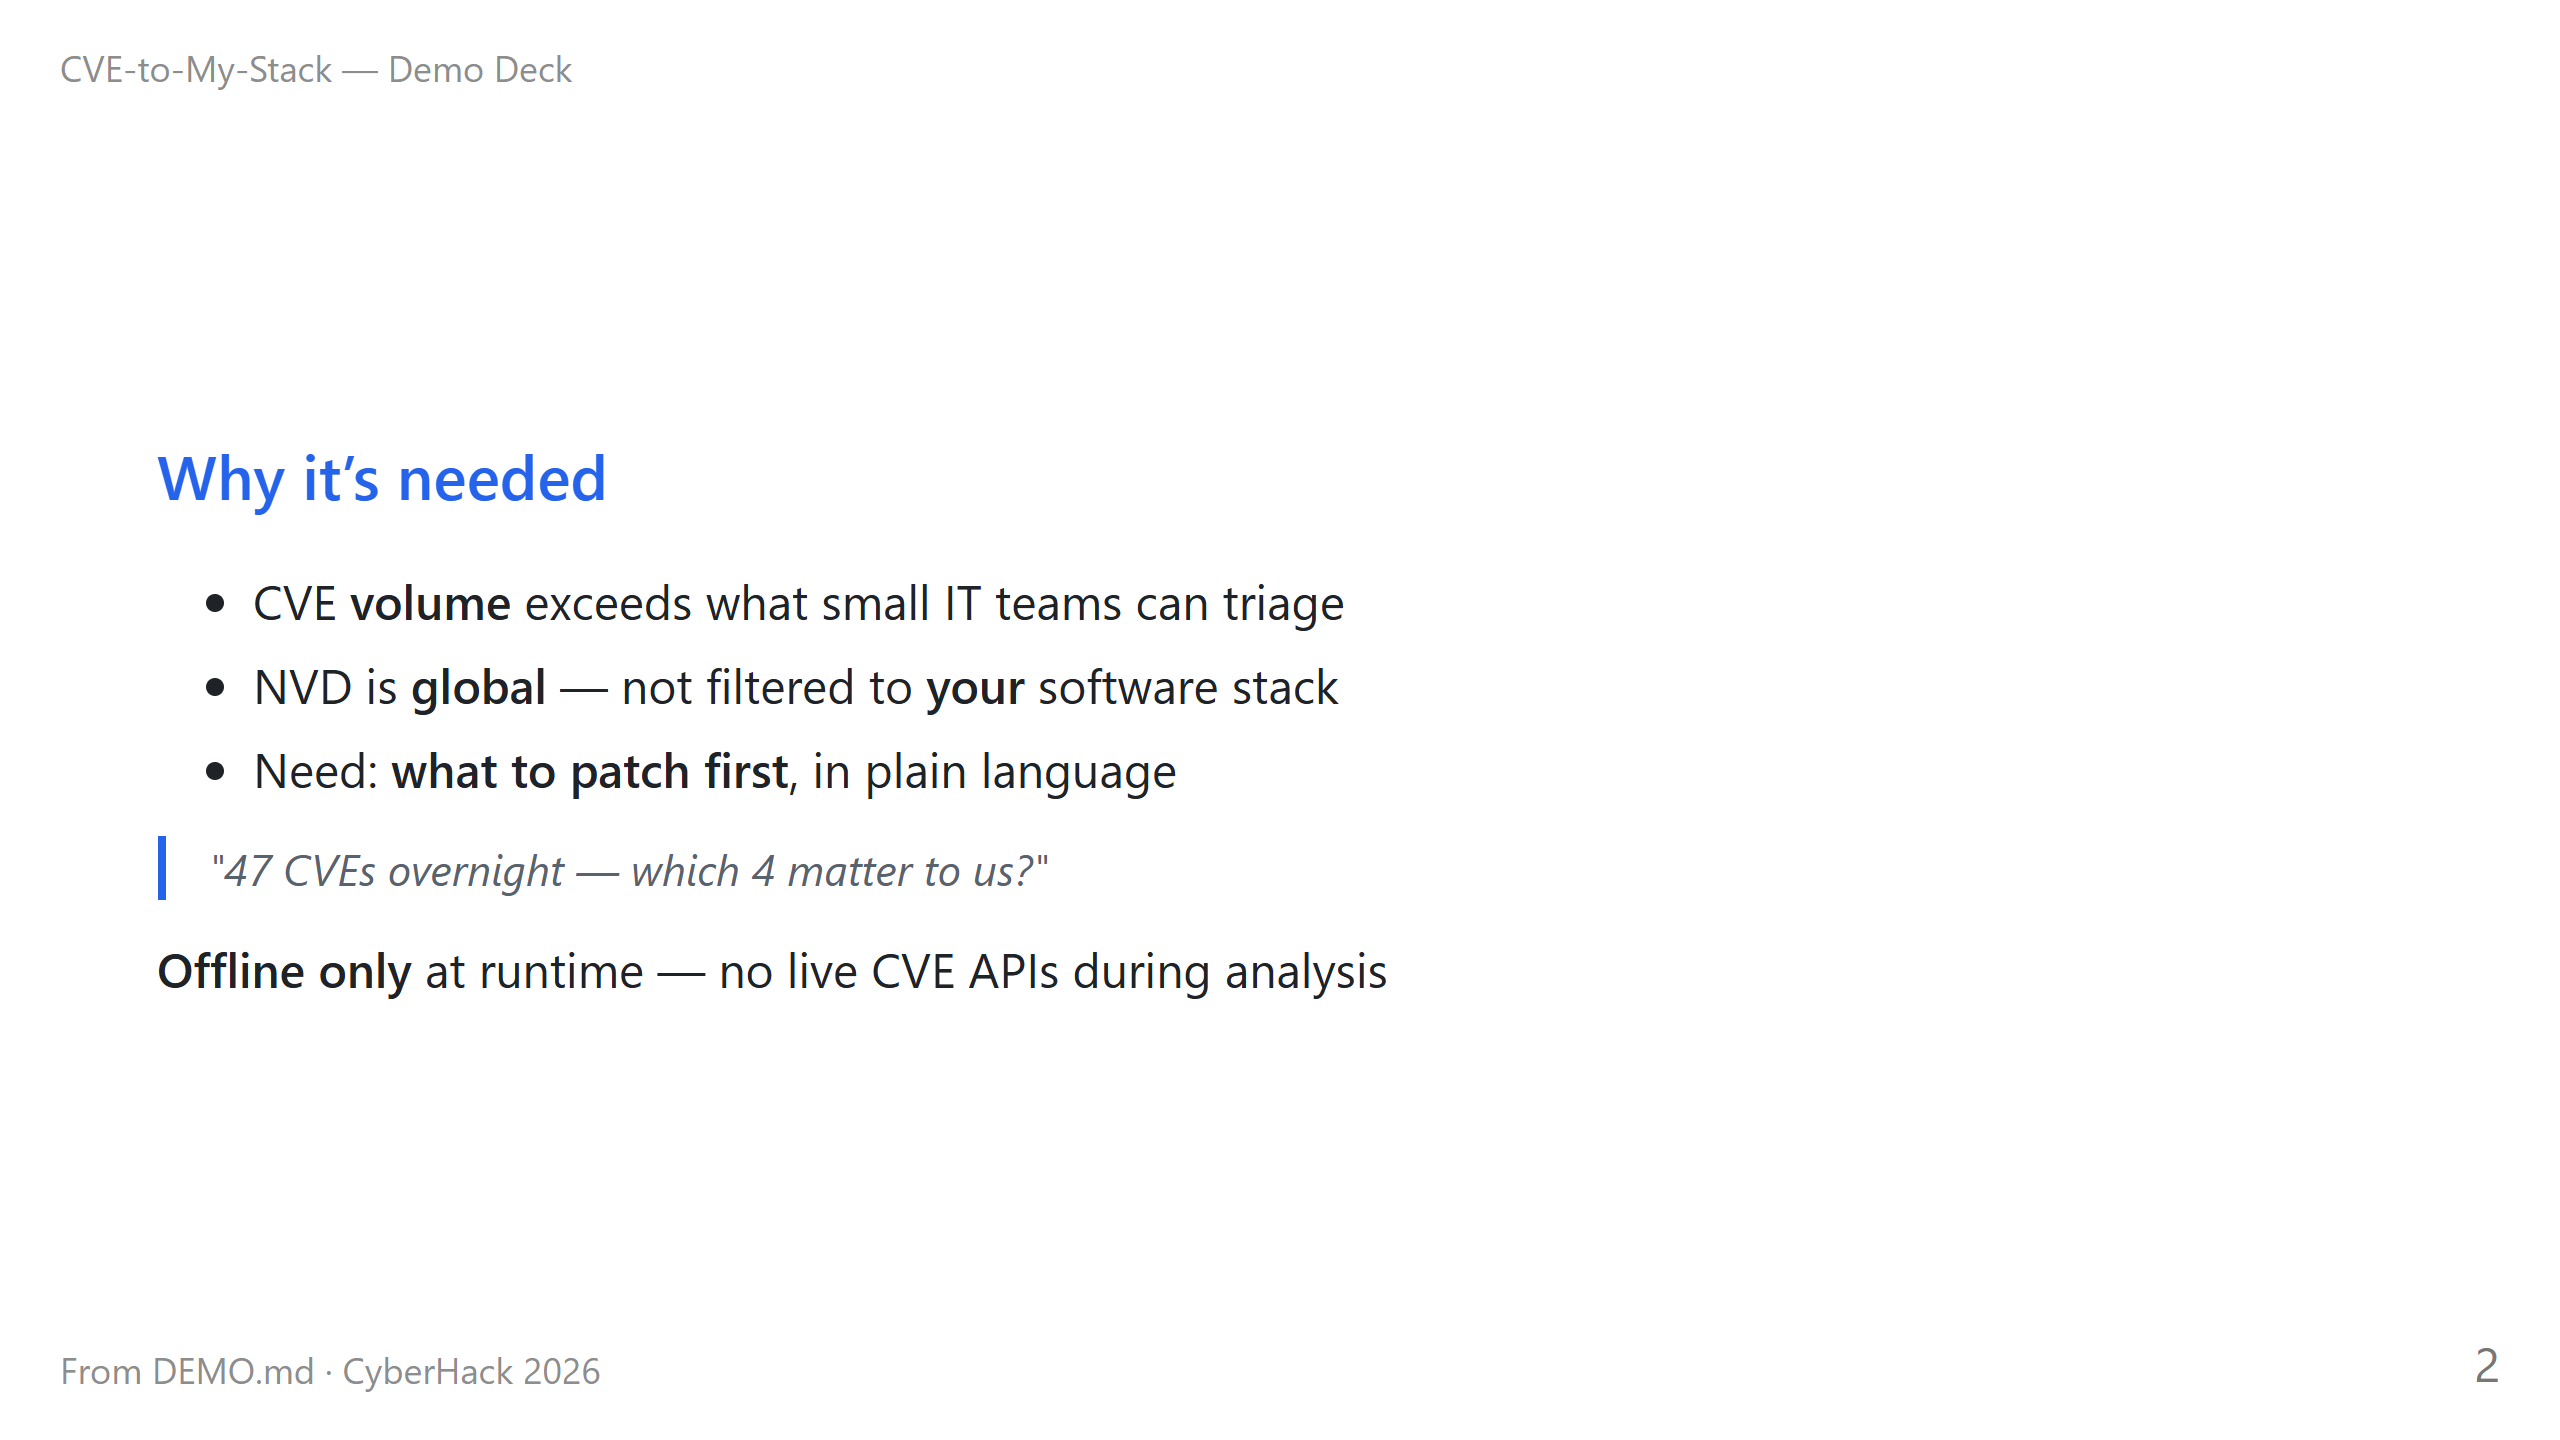 CVE-to-My-Stack — Demo Deck
Why it’s needed
• CVE volume exceeds what small IT teams can triage
• NVD is global — not filtered to your software stack
• Need: what to patch first, in plain language
"47 CVEs overnight — which 4 matter to us?"
Offline only at runtime — no live CVE APIs during analysis
From DEMO.md · CyberHack 2026
2